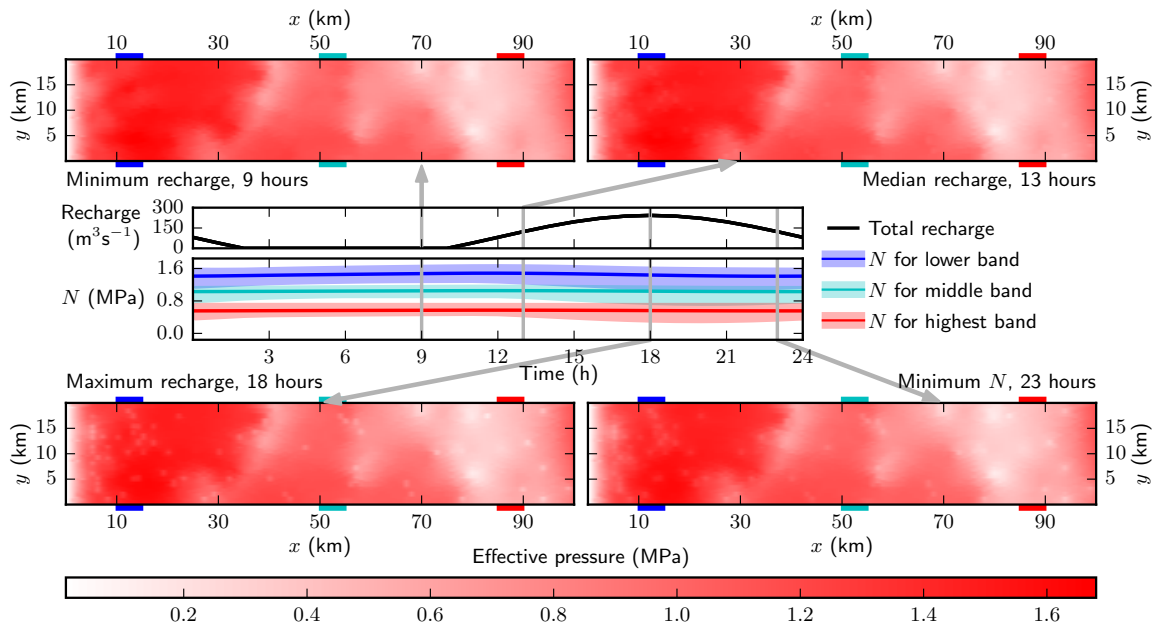 x (km)
x (km)
10 30 50 70 90
10 30 50 70 90
y (km)
15
10
5
15
10
5
y (km)
Minimum recharge, 9 hours
Median recharge, 13 hours
Recharge
(m³s⁻¹)
300
150
0
Total recharge
N for lower band
N for middle band
N for highest band
N (MPa)
1.6
0.8
0.0
3 6 9 12 15 18 21 24
Time (h)
Maximum recharge, 18 hours
Minimum N, 23 hours
y (km)
15
10
5
15
10
5
y (km)
10 30 50 70 90
10 30 50 70 90
x (km)
x (km)
Effective pressure (MPa)
0.2 0.4 0.6 0.8 1.0 1.2 1.4 1.6